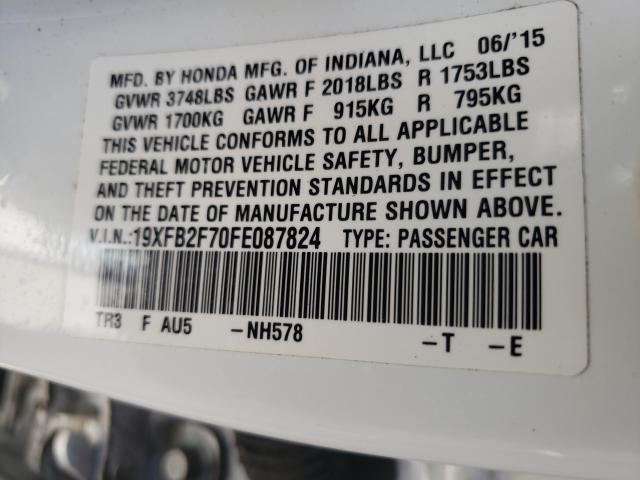 MFD. BY HONDA MFG. OF INDIANA, LLC 06/'15
GVWR 3748LBS GAWR F 2018LBS R 1753LBS
GVWR 1700KG GAWR F 915KG R 795KG
THIS VEHICLE CONFORMS TO ALL APPLICABLE
FEDERAL MOTOR VEHICLE SAFETY, BUMPER,
AND THEFT PREVENTION STANDARDS IN EFFECT
ON THE DATE OF MANUFACTURE SHOWN ABOVE.
V.I.N.:19XFB2F70FE087824 TYPE: PASSENGER CAR
TR3 F AU5 -NH578 -T -E